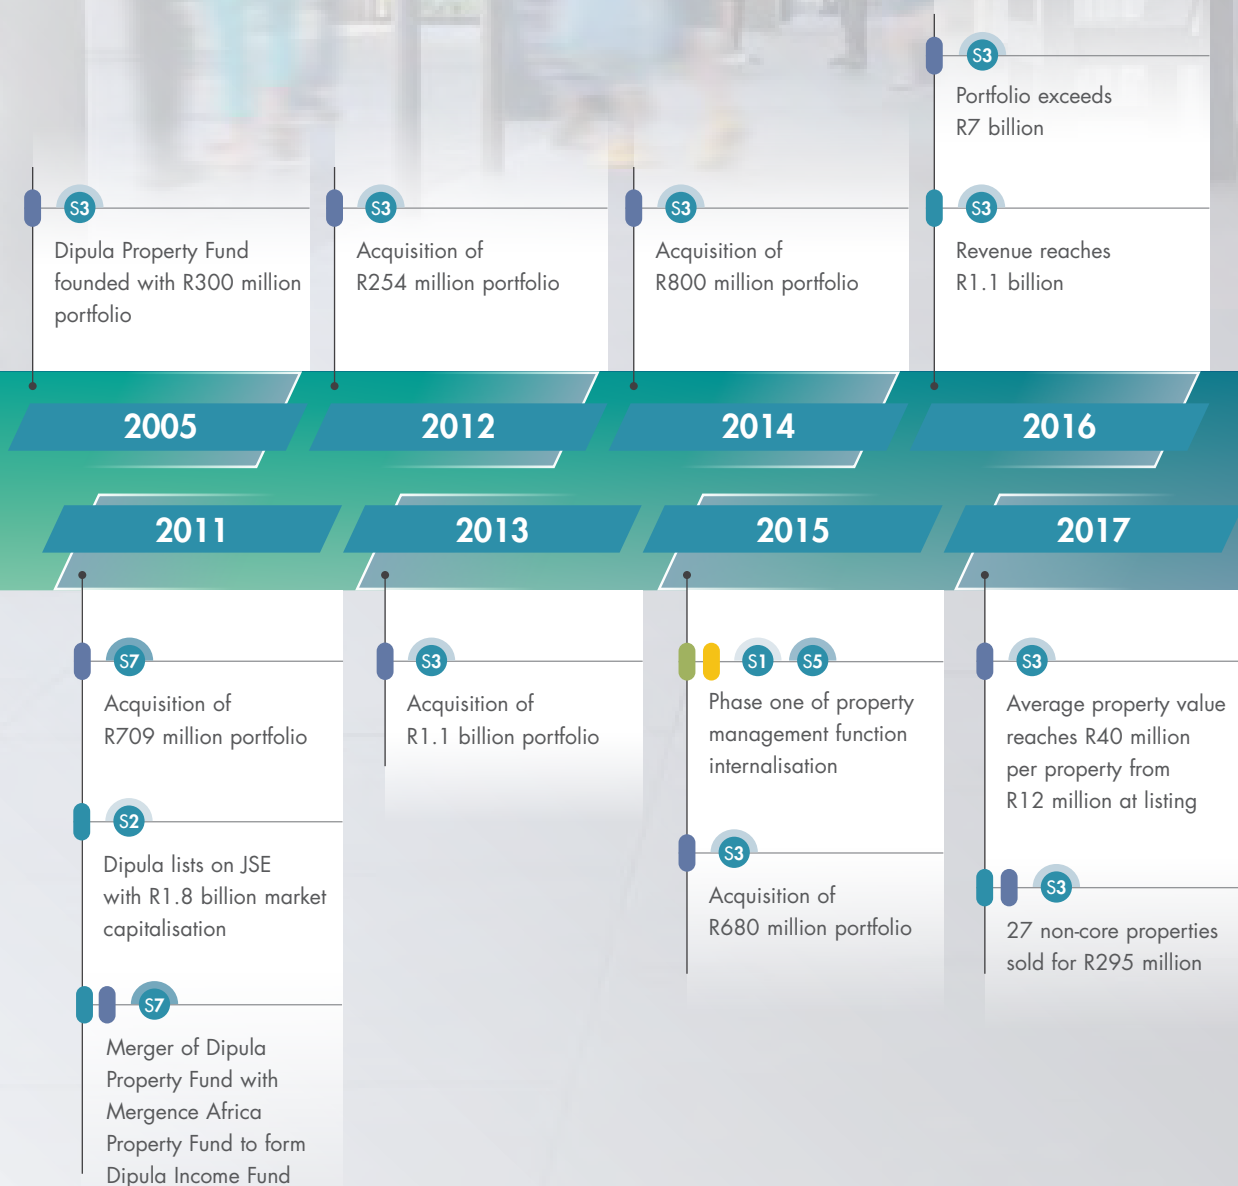 S3
Portfolio exceeds
R7 billion
S3
Dipula Property Fund
founded with R300 million
portfolio
S3
Acquisition of
R254 million portfolio
S3
Acquisition of
R800 million portfolio
S3
Revenue reaches
R1.1 billion
2005
2012
2014
2016
2011
2013
2015
2017
S7
Acquisition of
R709 million portfolio
S2
Dipula lists on JSE
with R1.8 billion market
capitalisation
S7
Merger of Dipula
Property Fund with
Mergence Africa
Property Fund to form
Dipula Income Fund
S3
Acquisition of
R1.1 billion portfolio
S1 S5
Phase one of property
management function
internalisation
S3
Acquisition of
R680 million portfolio
S3
Average property value
reaches R40 million
per property from
R12 million at listing
S3
27 non-core properties
sold for R295 million